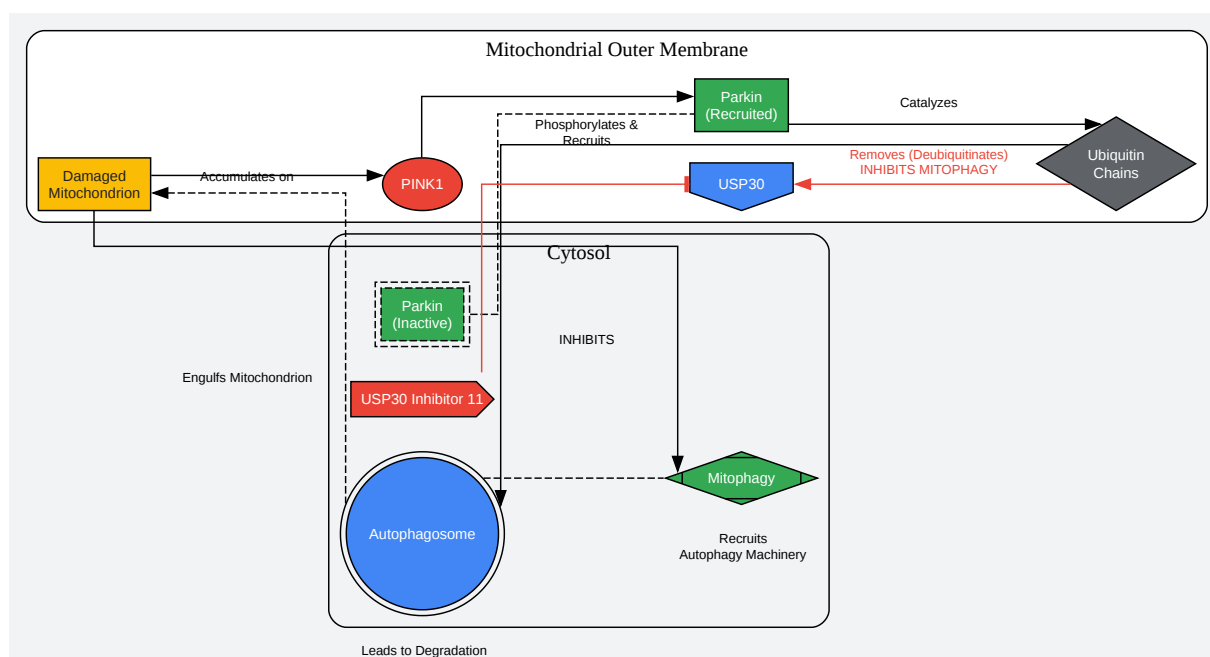 Mitochondrial Outer Membrane
Parkin
(Recruited)
Catalyzes
Phosphorylates &
Recruits
Removes (Deubiquitinates)
INHIBITS MITOPHAGY
Ubiquitin
Chains
Damaged
Mitochondrion
Accumulates on
PINK1
USP30
Cytosol
Parkin
(Inactive)
INHIBITS
Engulfs Mitochondrion
USP30 Inhibitor 11
Mitophagy
Autophagosome
Recruits
Autophagy Machinery
Leads to Degradation